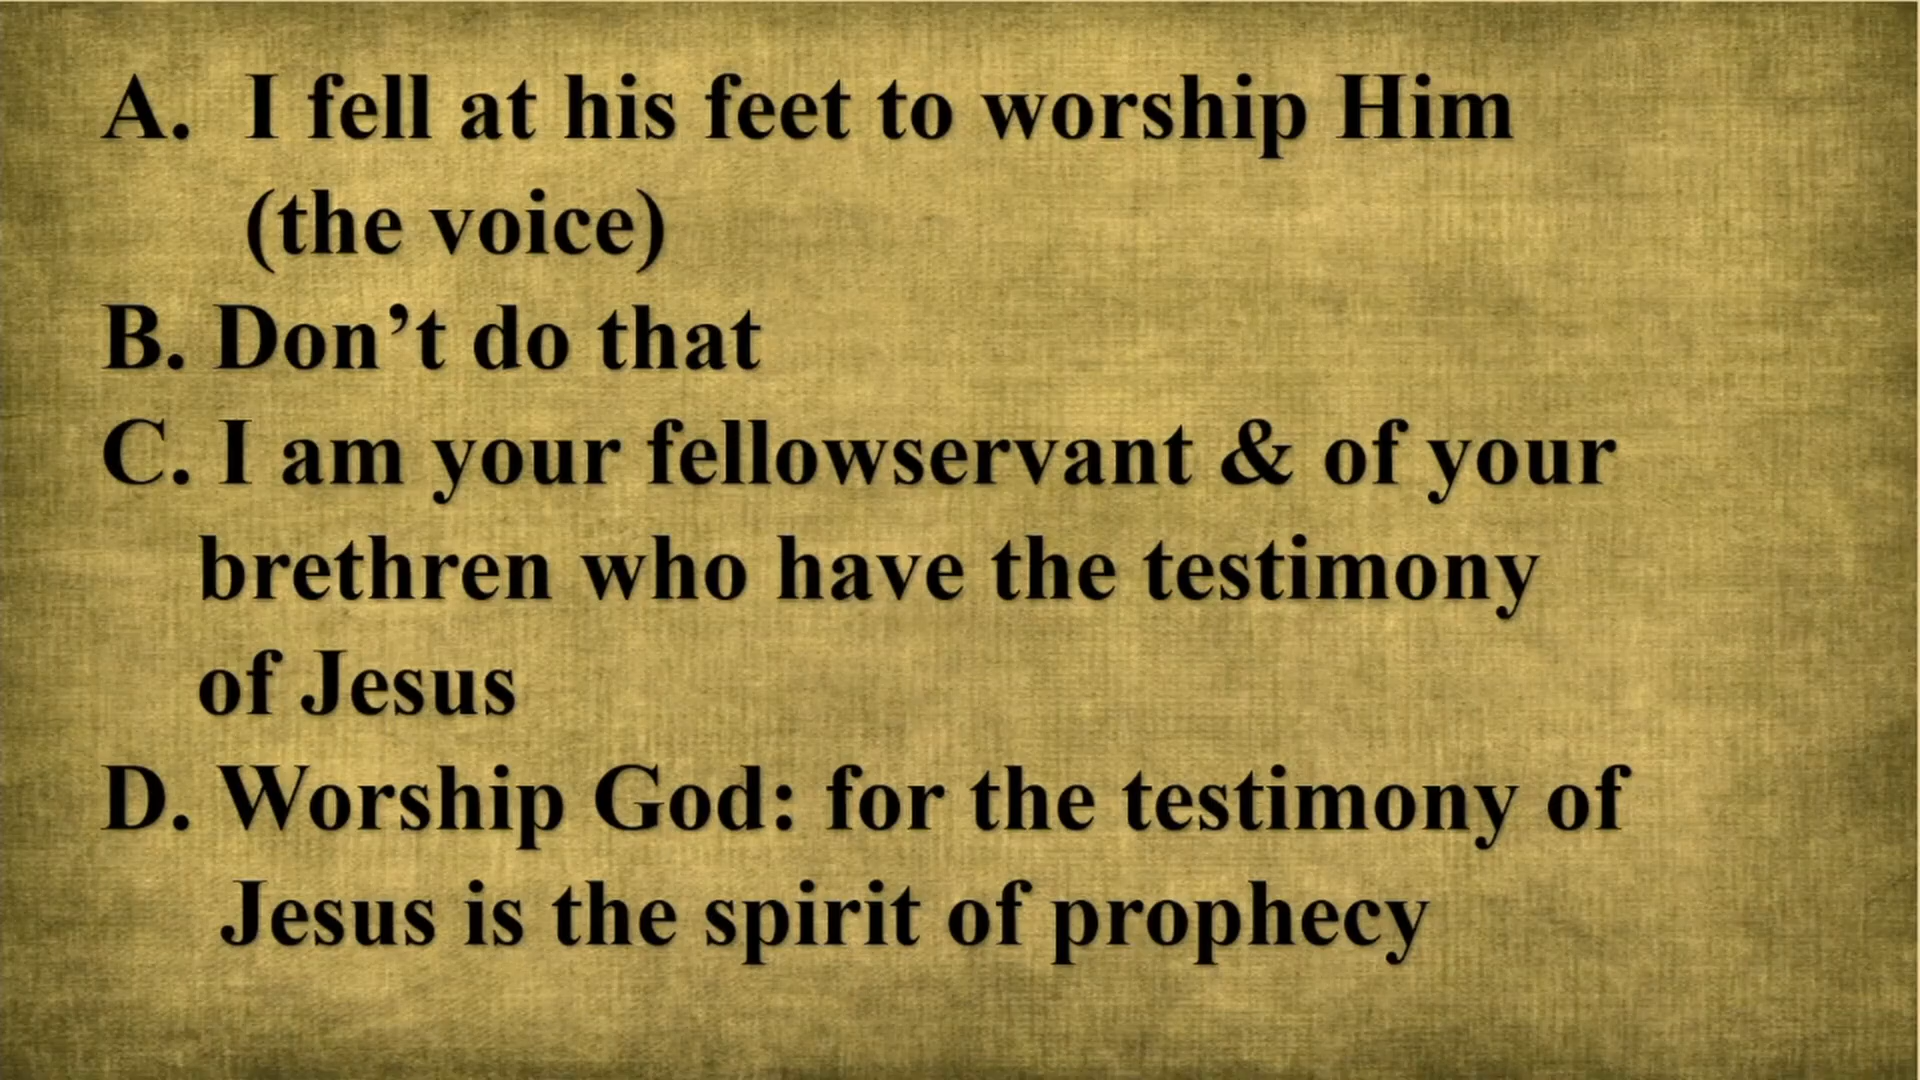 A. I fell at his feet to worship Him
(the voice)
B. Don’t do that
C. I am your fellowservant & of your
brethren who have the testimony
of Jesus
D. Worship God: for the testimony of
Jesus is the spirit of prophecy